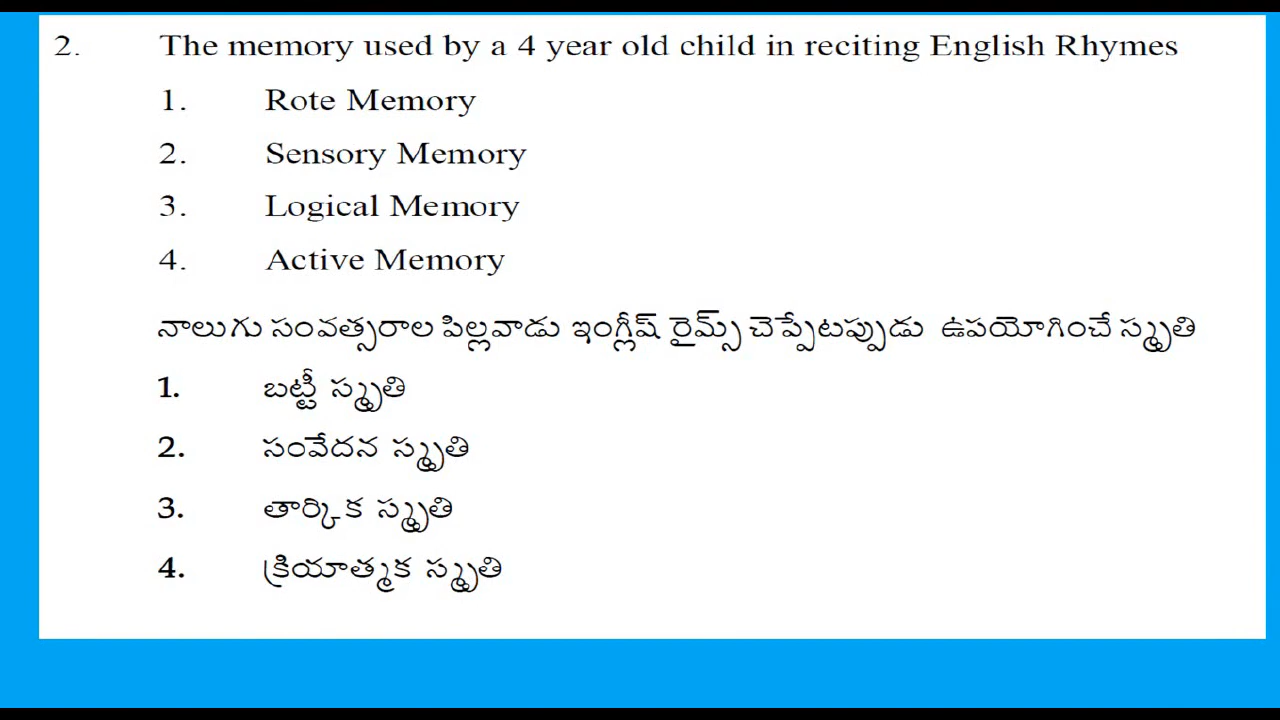 2. The memory used by a 4 year old child in reciting English Rhymes
1. Rote Memory
2. Sensory Memory
3. Logical Memory
4. Active Memory
నాలుగు సంవత్సరాల పిల్లవాడు ఇంగ్లీష్ రైమ్స్ చెప్పేటప్పుడు ఉపయోగించే స్మృతి
1. బట్టీ స్మృతి
2. సంవేదన స్మృతి
3. తార్కిక స్మృతి
4. క్రియాత్మక స్మృతి